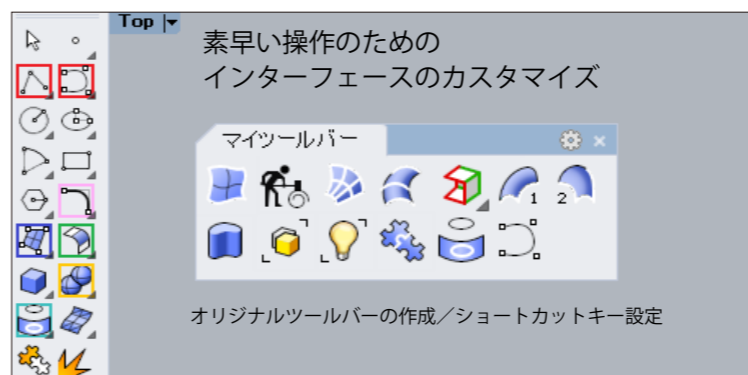 Top
素早い操作のための
インターフェースのカスタマイズ
マイツールバー
1
2
オリジナルツールバーの作成／ショートカットキー設定